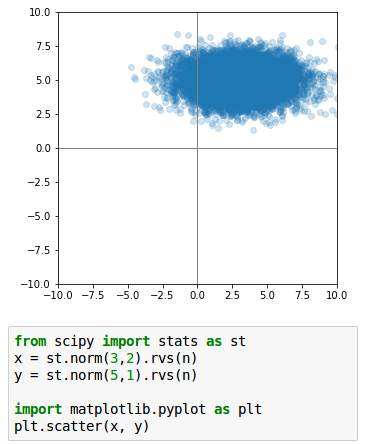 10.0
7.5
5.0
2.5
0.0
−2.5
−5.0
−7.5
−10.0
−10.0 −7.5 −5.0 −2.5 0.0 2.5 5.0 7.5 10.0
from scipy import stats as st
x = st.norm(3,2).rvs(n)
y = st.norm(5,1).rvs(n)
import matplotlib.pyplot as plt
plt.scatter(x, y)